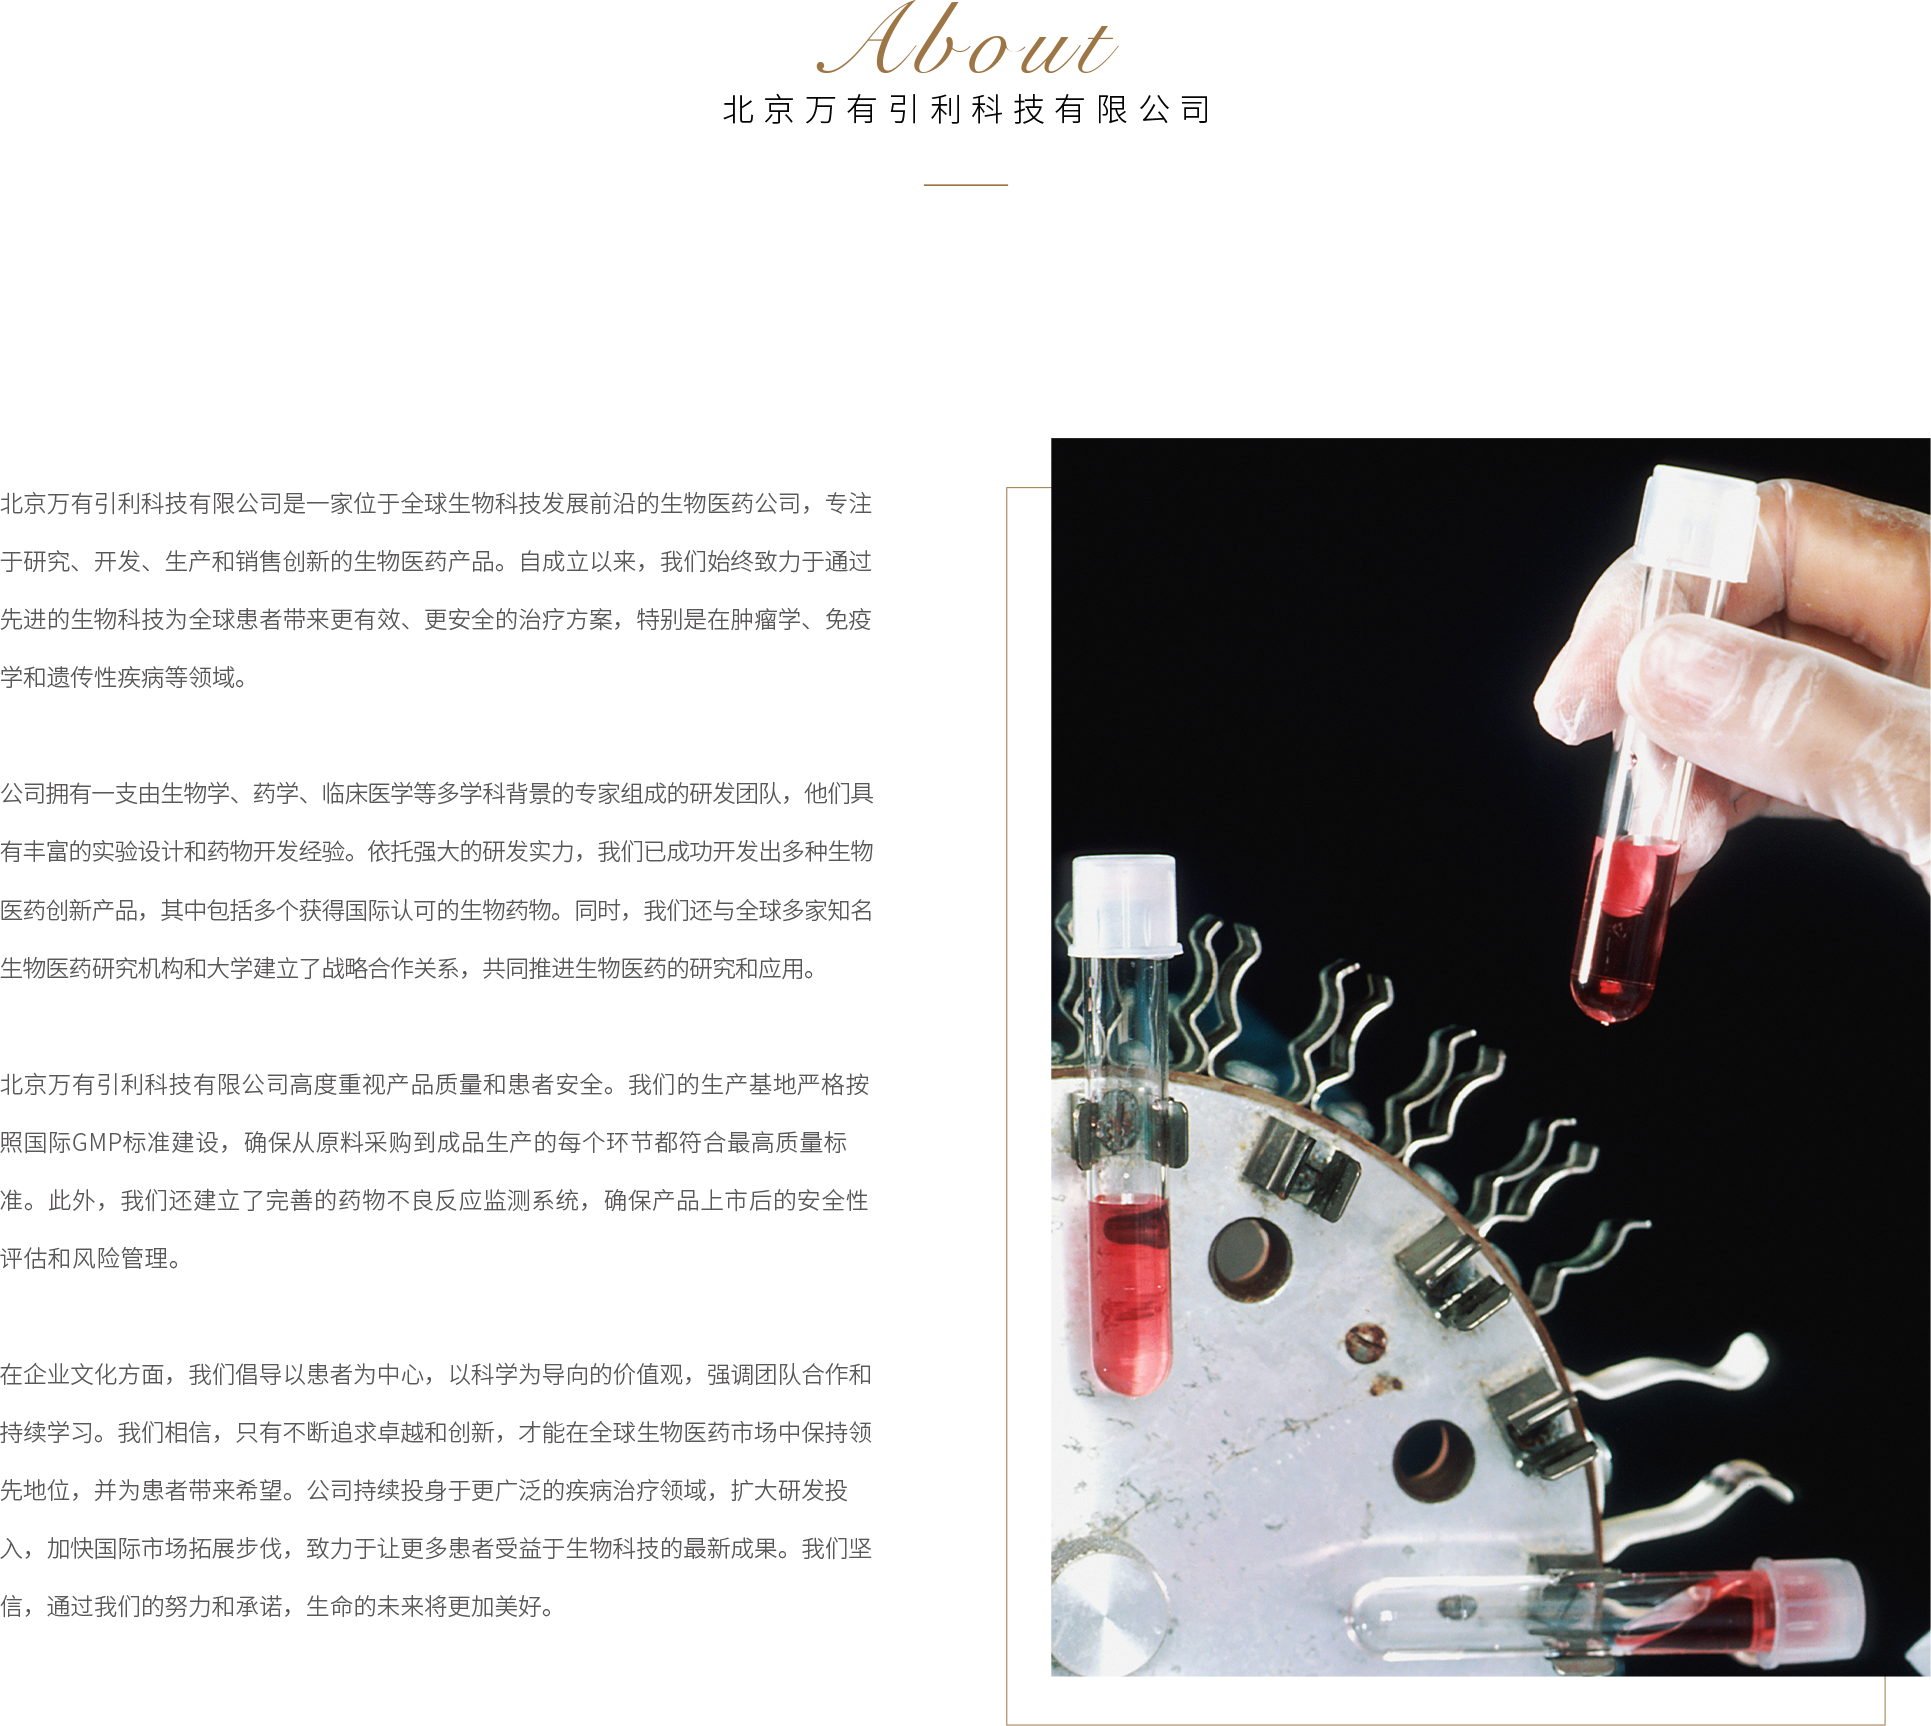 About
北京万有引利科技有限公司
北京万有引利科技有限公司是一家位于全球生物科技发展前沿的生物医药公司，专注
于研究、开发、生产和销售创新的生物医药产品。自成立以来，我们始终致力于通过
先进的生物科技为全球患者带来更有效、更安全的治疗方案，特别是在肿瘤学、免疫
学和遗传性疾病等领域。
公司拥有一支由生物学、药学、临床医学等多学科背景的专家组成的研发团队，他们具
有丰富的实验设计和药物开发经验。依托强大的研发实力，我们已成功开发出多种生物
医药创新产品，其中包括多个获得国际认可的生物药物。同时，我们还与全球多家知名
生物医药研究机构和大学建立了战略合作关系，共同推进生物医药的研究和应用。
北京万有引利科技有限公司高度重视产品质量和患者安全。我们的生产基地严格按
照国际GMP标准建设，确保从原料采购到成品生产的每个环节都符合最高质量标
准。此外，我们还建立了完善的药物不良反应监测系统，确保产品上市后的安全性
评估和风险管理。
在企业文化方面，我们倡导以患者为中心，以科学为导向的价值观，强调团队合作和
持续学习。我们相信，只有不断追求卓越和创新，才能在全球生物医药市场中保持领
先地位，并为患者带来希望。公司持续投身于更广泛的疾病治疗领域，扩大研发投
入，加快国际市场拓展步伐，致力于让更多患者受益于生物科技的最新成果。我们坚
信，通过我们的努力和承诺，生命的未来将更加美好。